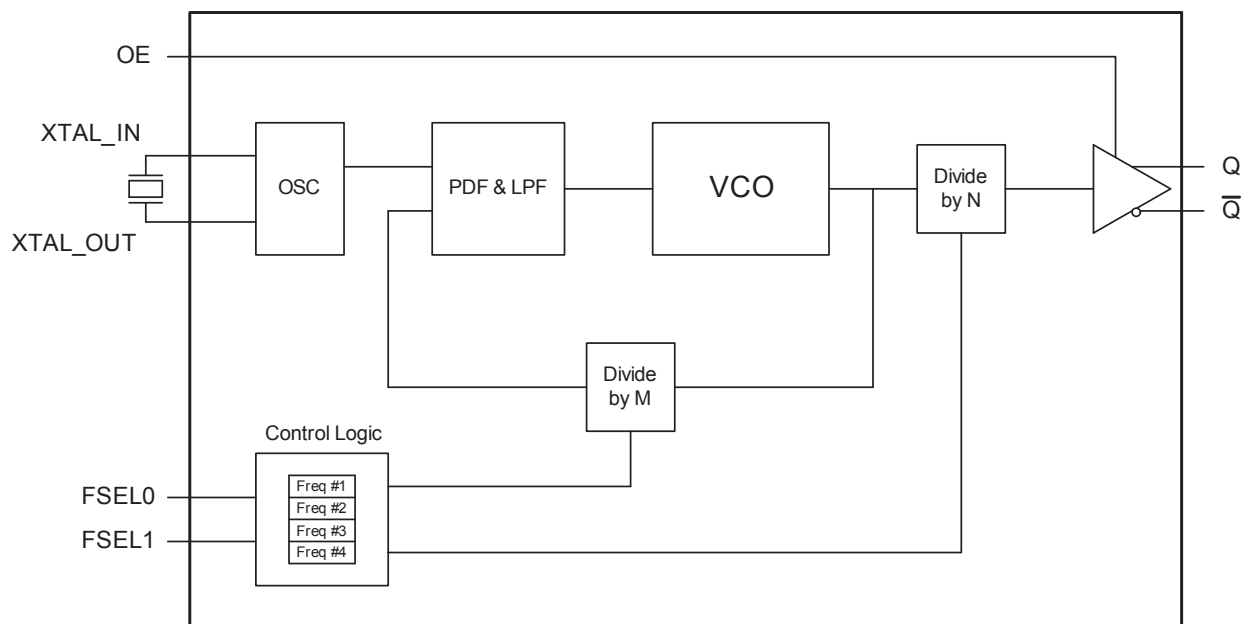 OE
XTAL_IN
XTAL_OUT
OSC
PDF & LPF
VCO
Divide
by N
Q
Q̅
Divide
by M
Control Logic
FSEL0
FSEL1
Freq #1
Freq #2
Freq #3
Freq #4